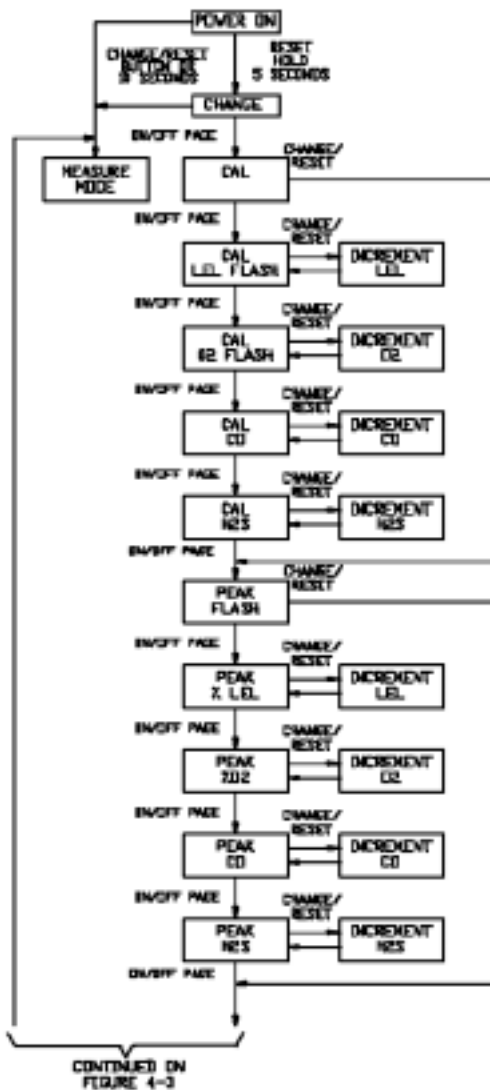 POWER ON
CHANGE/RESET
BUTTON OR
10 SECONDS
RESET
HOLD
5 SECONDS
CHANGE
ON/OFF PAGE
MEASURE
MODE
CAL
CHANGE/
RESET
ON/OFF PAGE
CAL
LEL FLASH
CHANGE/
RESET
INCREMENT
LEL
ON/OFF PAGE
CAL
O2 FLASH
CHANGE/
RESET
INCREMENT
O2
ON/OFF PAGE
CAL
CO
CHANGE/
RESET
INCREMENT
CO
ON/OFF PAGE
CAL
H2S
CHANGE/
RESET
INCREMENT
H2S
ON/OFF PAGE
PEAK
FLASH
CHANGE/
RESET
ON/OFF PAGE
PEAK
% LEL
CHANGE/
RESET
INCREMENT
LEL
ON/OFF PAGE
PEAK
%O2
CHANGE/
RESET
INCREMENT
O2
ON/OFF PAGE
PEAK
CO
CHANGE/
RESET
INCREMENT
CO
ON/OFF PAGE
PEAK
H2S
CHANGE/
RESET
INCREMENT
H2S
ON/OFF PAGE
CONTINUED ON
FIGURE 4-3